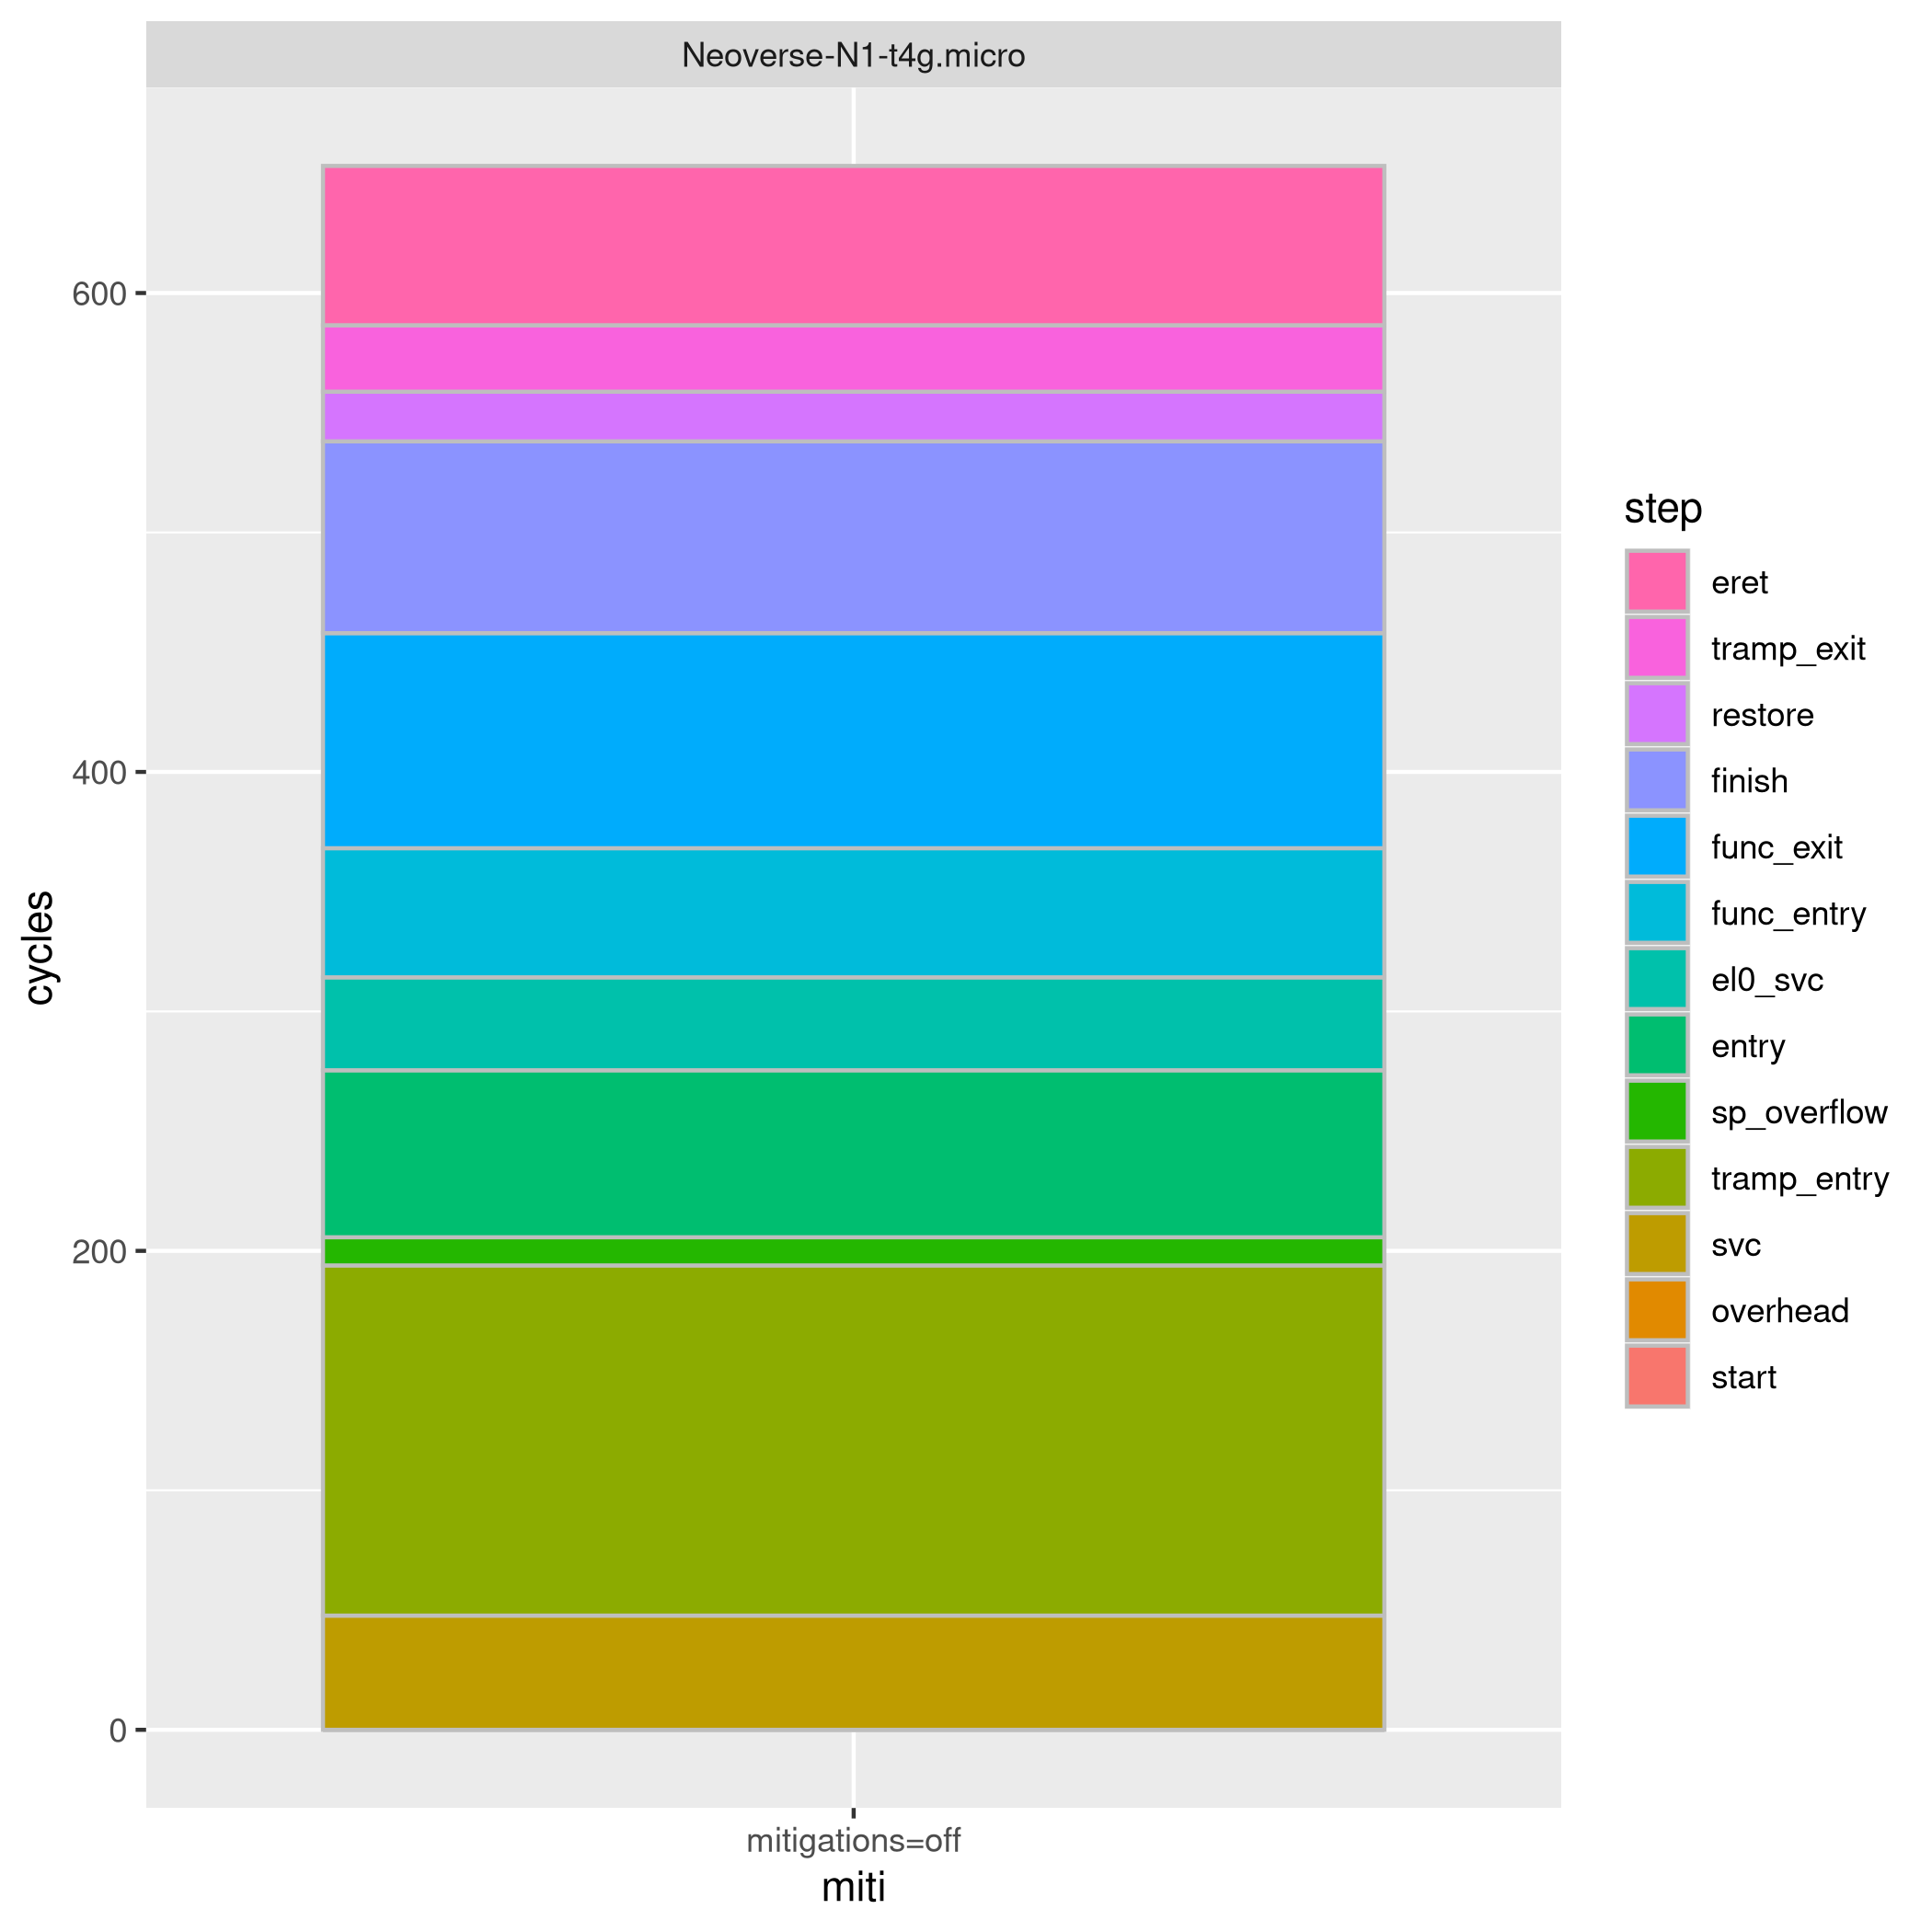 Neoverse-N1-t4g.micro
cycles
600
400
200
0
mitigations=off
miti
step
eret
tramp_exit
restore
finish
func_exit
func_entry
el0_svc
entry
sp_overflow
tramp_entry
svc
overhead
start